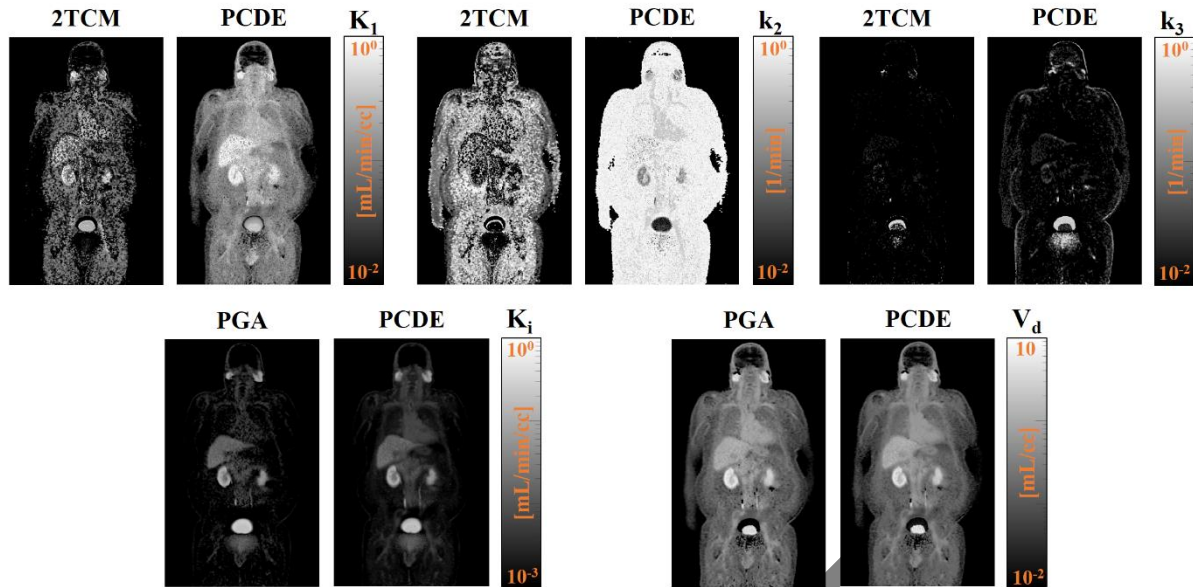 2TCM PCDE K₁ 2TCM PCDE k₂ 2TCM PCDE k₃
10⁰ 10⁰ 10⁰
[mL/min/cc] [1/min] [1/min]
10⁻² 10⁻² 10⁻²
PGA PCDE Kᵢ PGA PCDE V_d
10⁰ 10
[mL/min/cc] [mL/cc]
10⁻³ 10⁻²